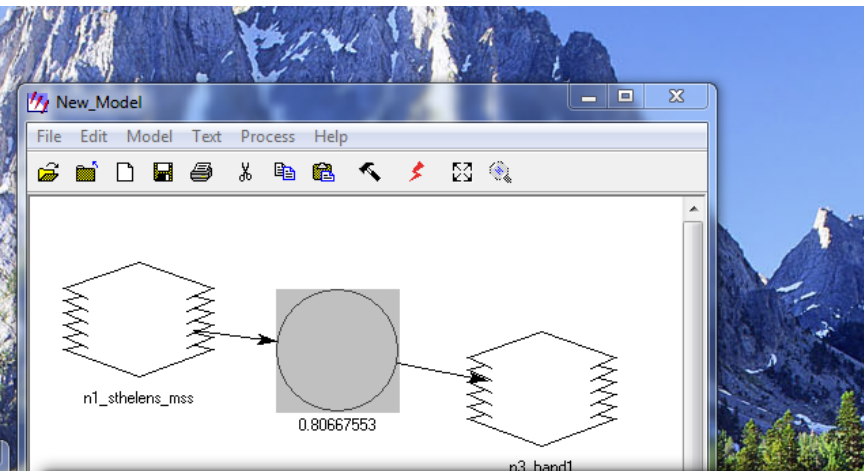 New_Model
File Edit Model Text Process Help
n1_sthelens_mss
0.80667553
n3_band1